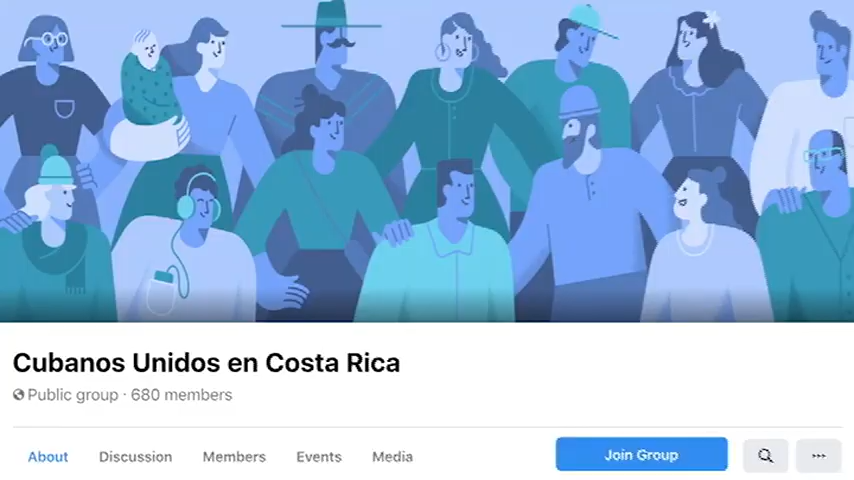 Cubanos Unidos en Costa Rica
Public group · 680 members
About Discussion Members Events Media Join Group